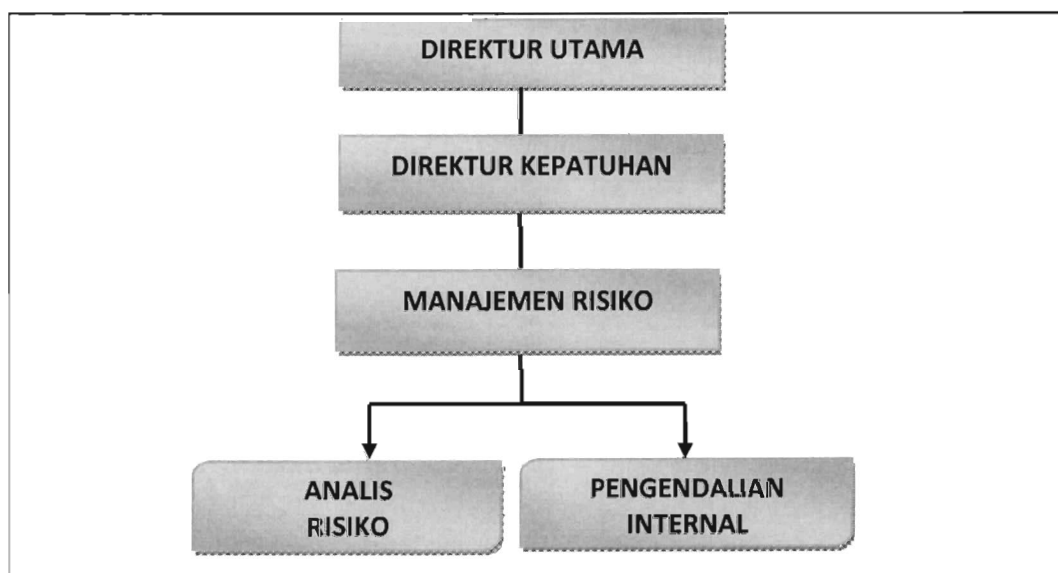 DIREKTUR UTAMA
DIREKTUR KEPATUHAN
MANAJEMEN RISIKO
ANALIS
RISIKO
PENGENDALIAN
INTERNAL